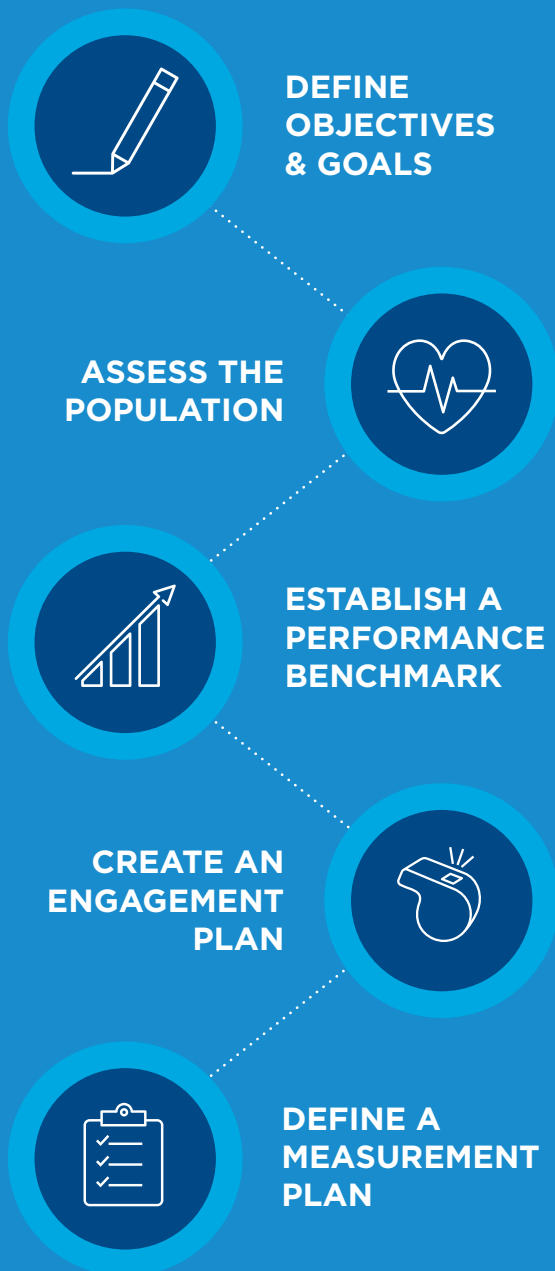 DEFINE
OBJECTIVES
& GOALS
ASSESS THE
POPULATION
ESTABLISH A
PERFORMANCE
BENCHMARK
CREATE AN
ENGAGEMENT
PLAN
DEFINE A
MEASUREMENT
PLAN